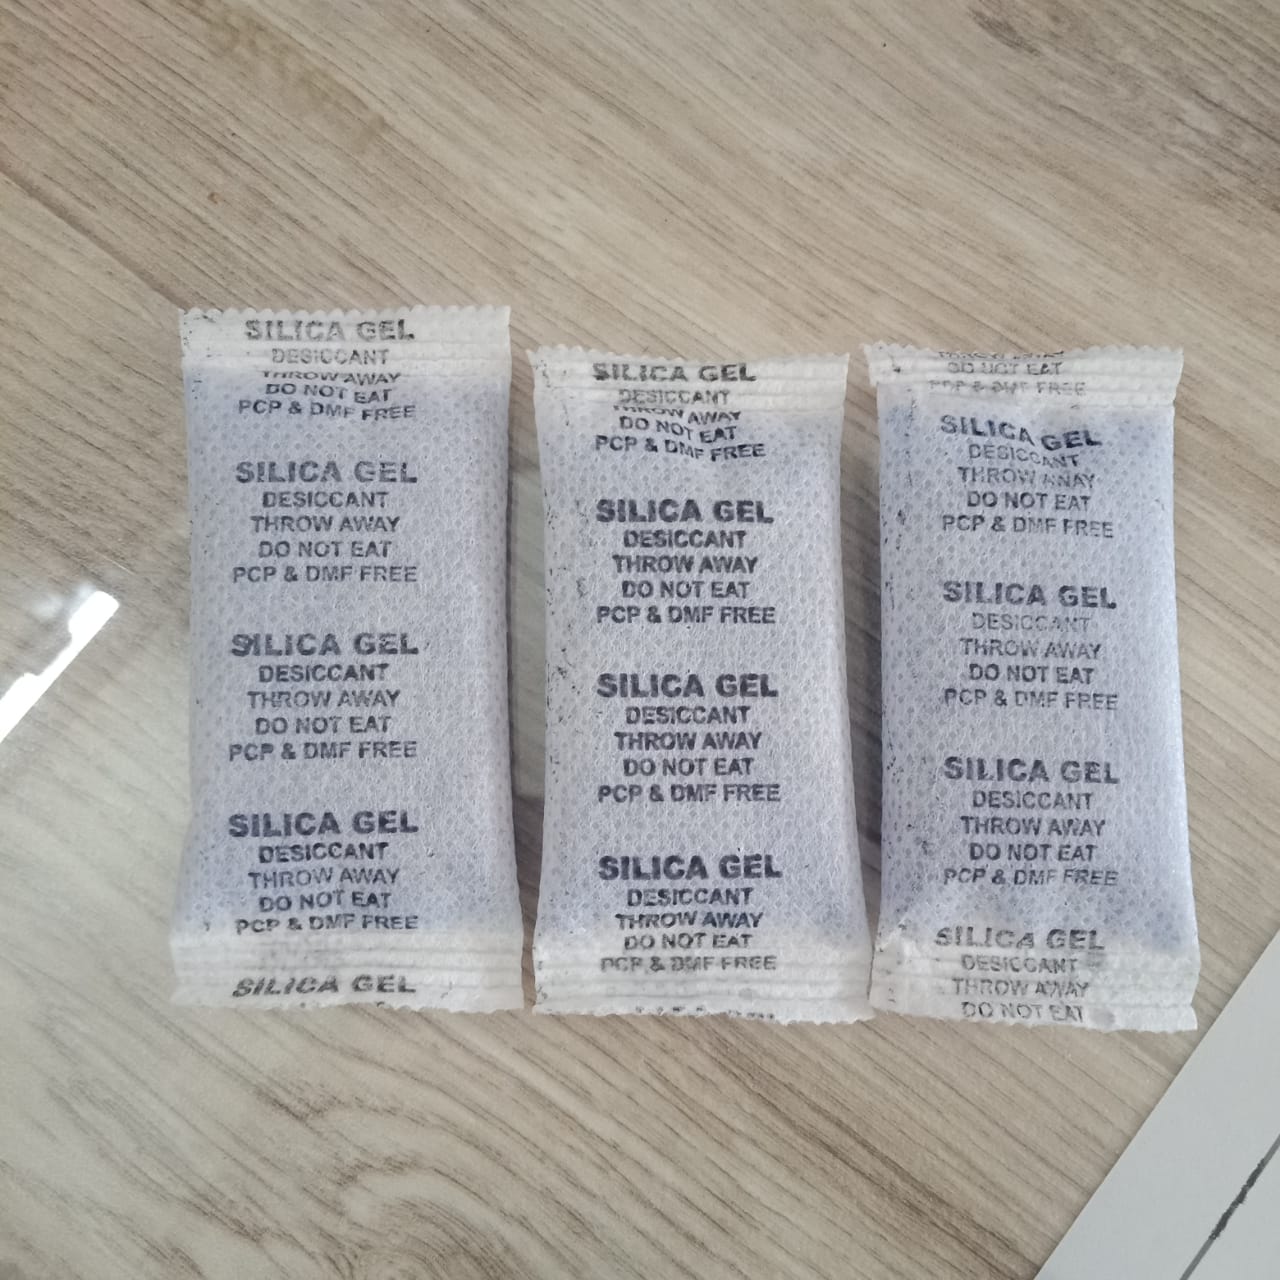 SILICA GEL
DESICCANT
THROW AWAY
DO NOT EAT
PCP & DMF FREE
SILICA GEL
DESICCANT
THROW AWAY
DO NOT EAT
PCP & DMF FREE
SILICA GEL
DESICCANT
THROW AWAY
DO NOT EAT
PCP & DMF FREE
SILICA GEL
DESICCANT
THROW AWAY
DO NOT EAT
PCP & DMF FREE
SILICA GEL
SILICA GEL
DESICCANT
THROW AWAY
DO NOT EAT
PCP & DMF FREE
SILICA GEL
DESICCANT
THROW AWAY
DO NOT EAT
PCP & DMF FREE
SILICA GEL
DESICCANT
THROW AWAY
DO NOT EAT
PCP & DMF FREE
SILICA GEL
DESICCANT
THROW AWAY
DO NOT EAT
PCP & DMF FREE
THROW AWAY
DO NOT EAT
PCP & DMF FREE
SILICA GEL
DESICCANT
THROW AWAY
DO NOT EAT
PCP & DMF FREE
SILICA GEL
DESICCANT
THROW AWAY
DO NOT EAT
PCP & DMF FREE
SILICA GEL
DESICCANT
THROW AWAY
DO NOT EAT
PCP & DMF FREE
SILICA GEL
DESICCANT
THROW AWAY
DO NOT EAT